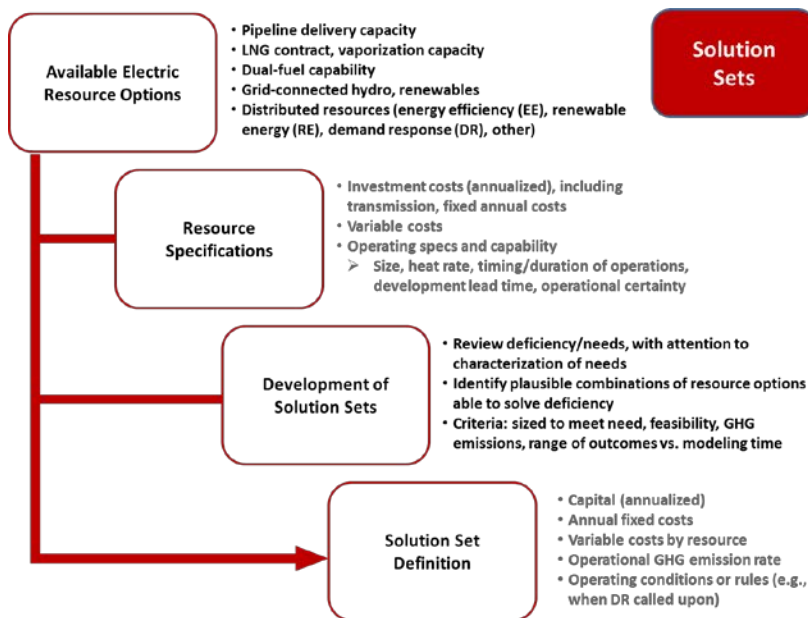 • Pipeline delivery capacity
• LNG contract, vaporization capacity
• Dual-fuel capability
• Grid-connected hydro, renewables
• Distributed resources (energy efficiency (EE), renewable
energy (RE), demand response (DR), other)
Available Electric
Resource Options
Solution
Sets
Resource
Specifications
• Investment costs (annualized), including
transmission, fixed annual costs
• Variable costs
• Operating specs and capability
➢ Size, heat rate, timing/duration of operations,
development lead time, operational certainty
Development of
Solution Sets
• Review deficiency/needs, with attention to
characterization of needs
• Identify plausible combinations of resource options
able to solve deficiency
• Criteria: sized to meet need, feasibility, GHG
emissions, range of outcomes vs. modeling time
Solution Set
Definition
• Capital (annualized)
• Annual fixed costs
• Variable costs by resource
• Operational GHG emission rate
• Operating conditions or rules (e.g.,
when DR called upon)